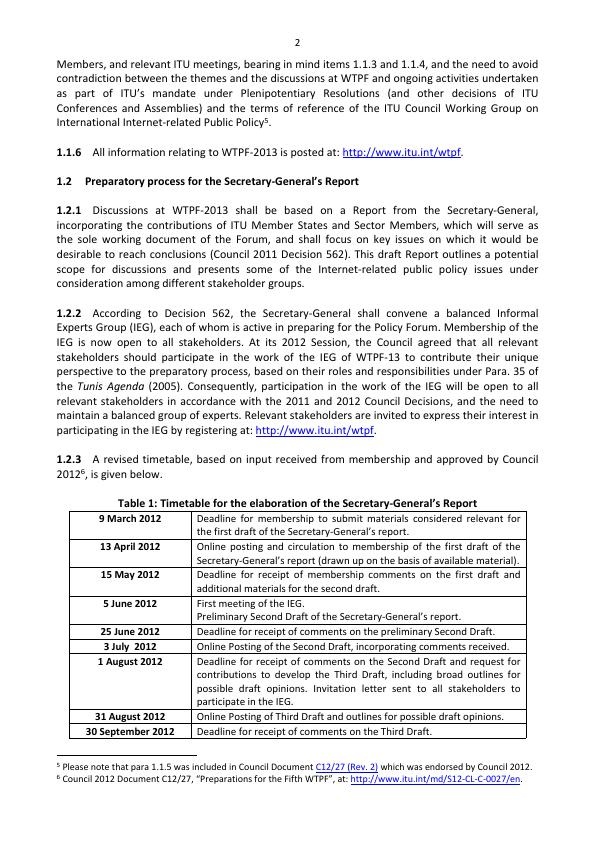 2
Members, and relevant ITU meetings, bearing in mind items 1.1.3 and 1.1.4, and the need to avoid
contradiction between the themes and the discussions at WTPF and ongoing activities undertaken
as part of ITU's mandate under Plenipotentiary Resolutions (and other decisions of ITU
Conferences and Assemblies) and the terms of reference of the ITU Council Working Group on
International Internet-related Public Policy⁵.
1.1.6 All information relating to WTPF-2013 is posted at: http://www.itu.int/wtpf.
1.2 Preparatory process for the Secretary-General's Report
1.2.1 Discussions at WTPF-2013 shall be based on a Report from the Secretary-General,
incorporating the contributions of ITU Member States and Sector Members, which will serve as
the sole working document of the Forum, and shall focus on key issues on which it would be
desirable to reach conclusions (Council 2011 Decision 562). This draft Report outlines a potential
scope for discussions and presents some of the Internet-related public policy issues under
consideration among different stakeholder groups.
1.2.2 According to Decision 562, the Secretary-General shall convene a balanced Informal
Experts Group (IEG), each of whom is active in preparing for the Policy Forum. Membership of the
IEG is now open to all stakeholders. At its 2012 Session, the Council agreed that all relevant
stakeholders should participate in the work of the IEG of WTPF-13 to contribute their unique
perspective to the preparatory process, based on their roles and responsibilities under Para. 35 of
the Tunis Agenda (2005). Consequently, participation in the work of the IEG will be open to all
relevant stakeholders in accordance with the 2011 and 2012 Council Decisions, and the need to
maintain a balanced group of experts. Relevant stakeholders are invited to express their interest in
participating in the IEG by registering at: http://www.itu.int/wtpf.
1.2.3 A revised timetable, based on input received from membership and approved by Council
2012⁶, is given below.
Table 1: Timetable for the elaboration of the Secretary-General's Report
9 March 2012 Deadline for membership to submit materials considered relevant for
the first draft of the Secretary-General's report.
13 April 2012 Online posting and circulation to membership of the first draft of the
Secretary-General's report (drawn up on the basis of available material).
15 May 2012 Deadline for receipt of membership comments on the first draft and
additional materials for the second draft.
5 June 2012 First meeting of the IEG.
Preliminary Second Draft of the Secretary-General's report.
25 June 2012 Deadline for receipt of comments on the preliminary Second Draft.
3 July 2012 Online Posting of the Second Draft, incorporating comments received.
1 August 2012 Deadline for receipt of comments on the Second Draft and request for
contributions to develop the Third Draft, including broad outlines for
possible draft opinions. Invitation letter sent to all stakeholders to
participate in the IEG.
31 August 2012 Online Posting of Third Draft and outlines for possible draft opinions.
30 September 2012 Deadline for receipt of comments on the Third Draft.
⁵ Please note that para 1.1.5 was included in Council Document C12/27 (Rev. 2) which was endorsed by Council 2012.
⁶ Council 2012 Document C12/27, "Preparations for the Fifth WTPF", at: http://www.itu.int/md/S12-CL-C-0027/en.